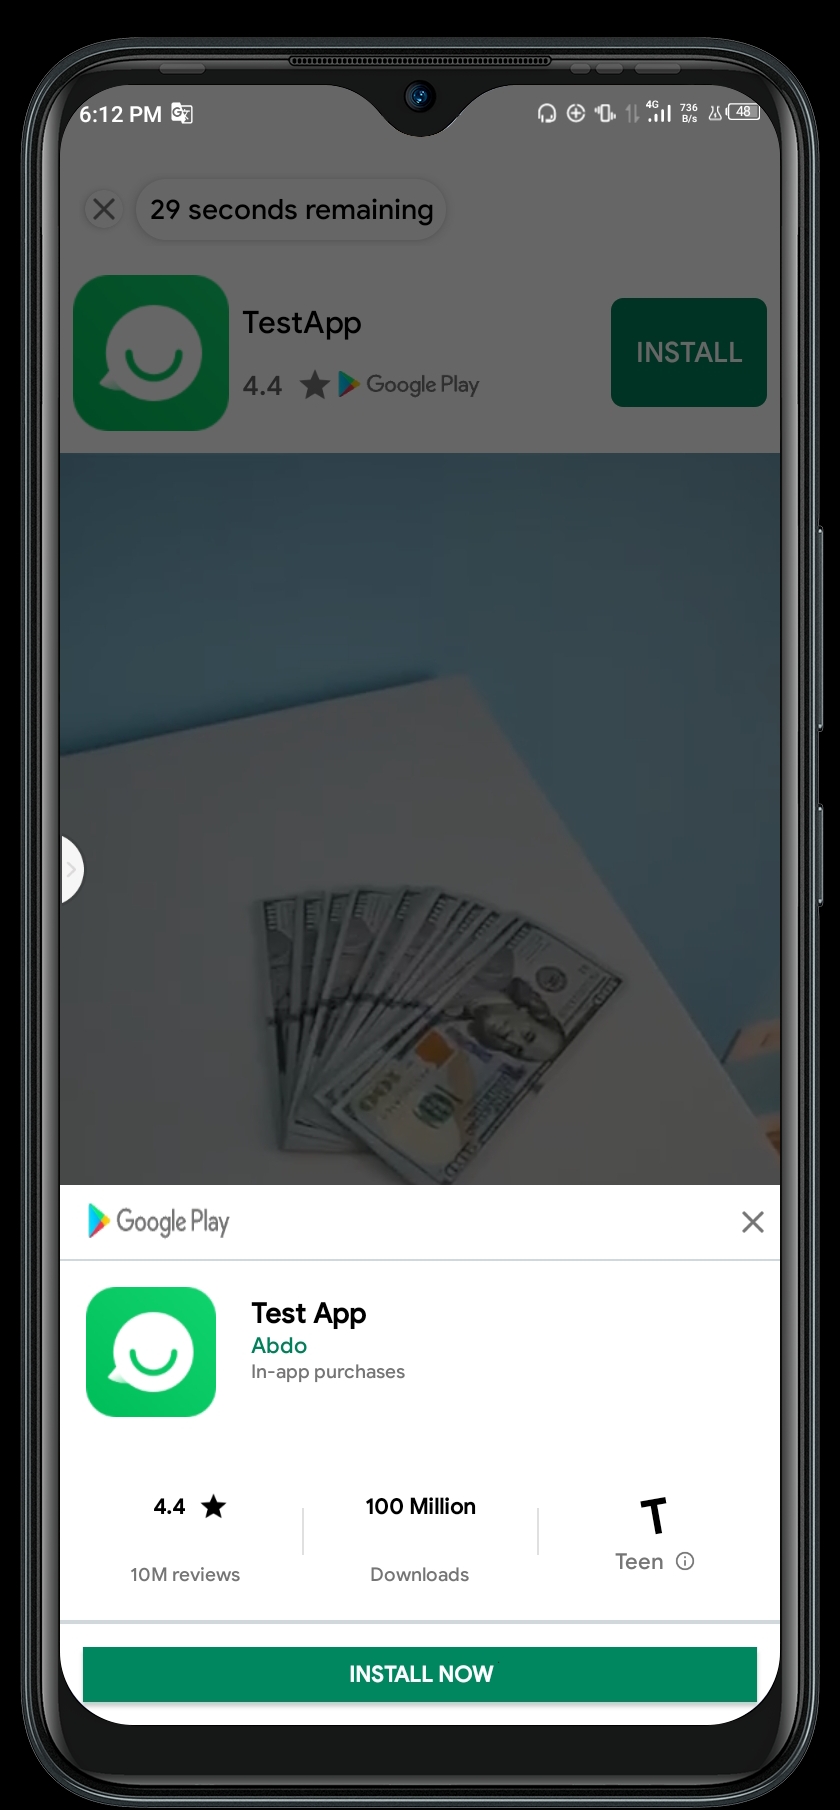 6:12 PM
4G 736 B/s 48
29 seconds remaining
TestApp
4.4 Google Play
INSTALL
100
Google Play
Test App
Abdo
In-app purchases
4.4
10M reviews
100 Million
Downloads
T
Teen
INSTALL NOW